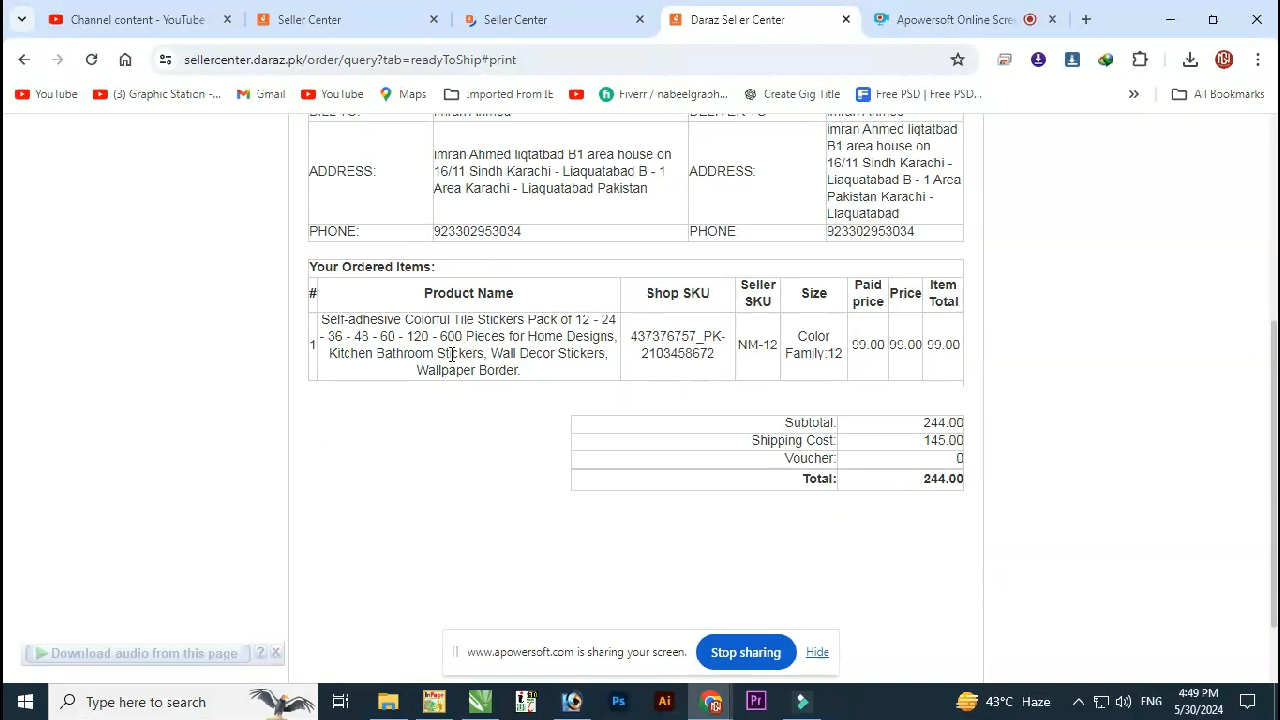 Channel content - YouTube
Seller Center
Seller Center
Daraz Seller Center
Apowersoft Online Scre
sellercenter.daraz.pk/order/query?tab=readyToShip#print
YouTube
(3) Graphic Station -...
Gmail
YouTube
Maps
Imported From IE
Fiverr / nabeelgraph...
Create Gig Title
Free PSD | Free PSD...
All Bookmarks
ADDRESS:
imran Ahmed liqtatbad B1 area house on
16/11 Sindh Karachi - Liaquatabad B - 1
Area Karachi - Liaquatabad Pakistan
ADDRESS:
imran Ahmed liqtatbad
B1 area house on
16/11 Sindh Karachi -
Liaquatabad B - 1 Area
Pakistan Karachi -
Liaquatabad
PHONE:
923302953034
PHONE:
923302953034
Your Ordered Items:
# Product Name Shop SKU Seller SKU Size Paid price Price Item Total
1
Self-adhesive Colorful Tile Stickers Pack of 12 - 24
- 36 - 48 - 60 - 120 - 600 Pieces for Home Designs,
Kitchen Bathroom Stickers, Wall Decor Stickers,
Wallpaper Border.
437376757_PK-
2103458672
NM-12
Color
Family:12
99.00 99.00 99.00
Subtotal: 244.00
Shipping Cost: 145.00
Voucher: 0
Total: 244.00
Download audio from this page ? X
www.apowersoft.com is sharing your screen.
Stop sharing
Hide
Type here to search
43°C Haze
ENG
4:49 PM
5/30/2024